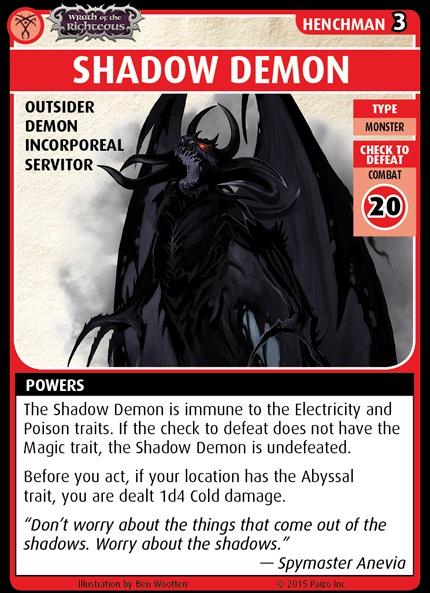 Wrath of the
Righteous
HENCHMAN 3
SHADOW DEMON
OUTSIDER
DEMON
INCORPOREAL
SERVITOR
TYPE
MONSTER
CHECK TO
DEFEAT
COMBAT
20
POWERS
The Shadow Demon is immune to the Electricity and
Poison traits. If the check to defeat does not have the
Magic trait, the Shadow Demon is undefeated.
Before you act, if your location has the Abyssal
trait, you are dealt 1d4 Cold damage.
“Don’t worry about the things that come out of the
shadows. Worry about the shadows.”
— Spymaster Anevia
Illustration by Ben Wootten
© 2015 Paizo Inc.